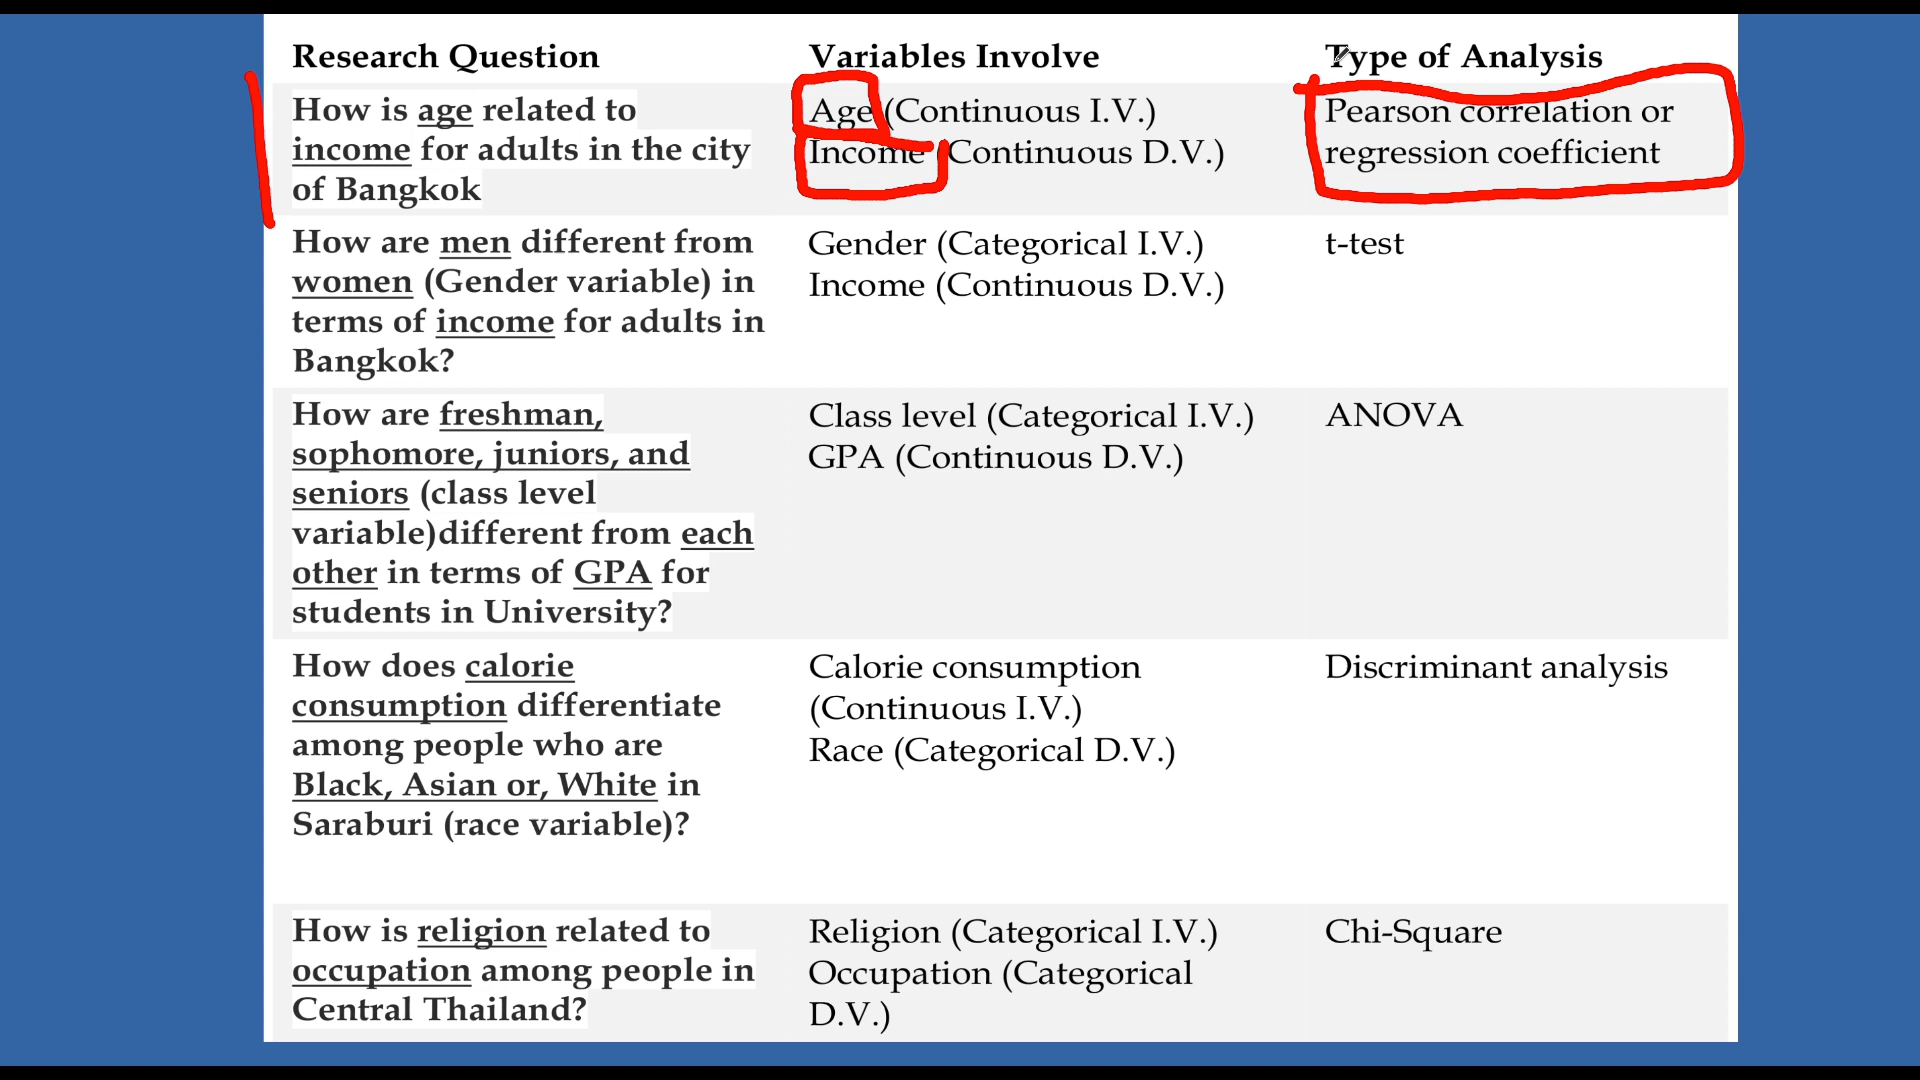 Research Question
Variables Involve
Type of Analysis
How is age related to
income for adults in the city
of Bangkok
Age (Continuous I.V.)
Income (Continuous D.V.)
Pearson correlation or
regression coefficient
How are men different from
women (Gender variable) in
terms of income for adults in
Bangkok?
Gender (Categorical I.V.)
Income (Continuous D.V.)
t-test
How are freshman,
sophomore, juniors, and
seniors (class level
variable)different from each
other in terms of GPA for
students in University?
Class level (Categorical I.V.)
GPA (Continuous D.V.)
ANOVA
How does calorie
consumption differentiate
among people who are
Black, Asian or, White in
Saraburi (race variable)?
Calorie consumption
(Continuous I.V.)
Race (Categorical D.V.)
Discriminant analysis
How is religion related to
occupation among people in
Central Thailand?
Religion (Categorical I.V.)
Occupation (Categorical
D.V.)
Chi-Square